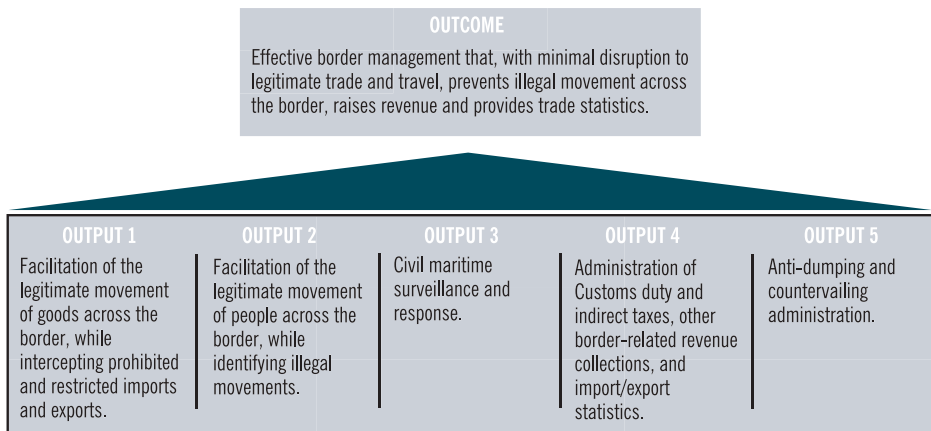 OUTCOME
Effective border management that, with minimal disruption to
legitimate trade and travel, prevents illegal movement across
the border, raises revenue and provides trade statistics.
OUTPUT 1
Facilitation of the
legitimate movement
of goods across the
border, while
intercepting prohibited
and restricted imports
and exports.
OUTPUT 2
Facilitation of the
legitimate movement
of people across the
border, while
identifying illegal
movements.
OUTPUT 3
Civil maritime
surveillance and
response.
OUTPUT 4
Administration of
Customs duty and
indirect taxes, other
border-related revenue
collections, and
import/export
statistics.
OUTPUT 5
Anti-dumping and
countervailing
administration.